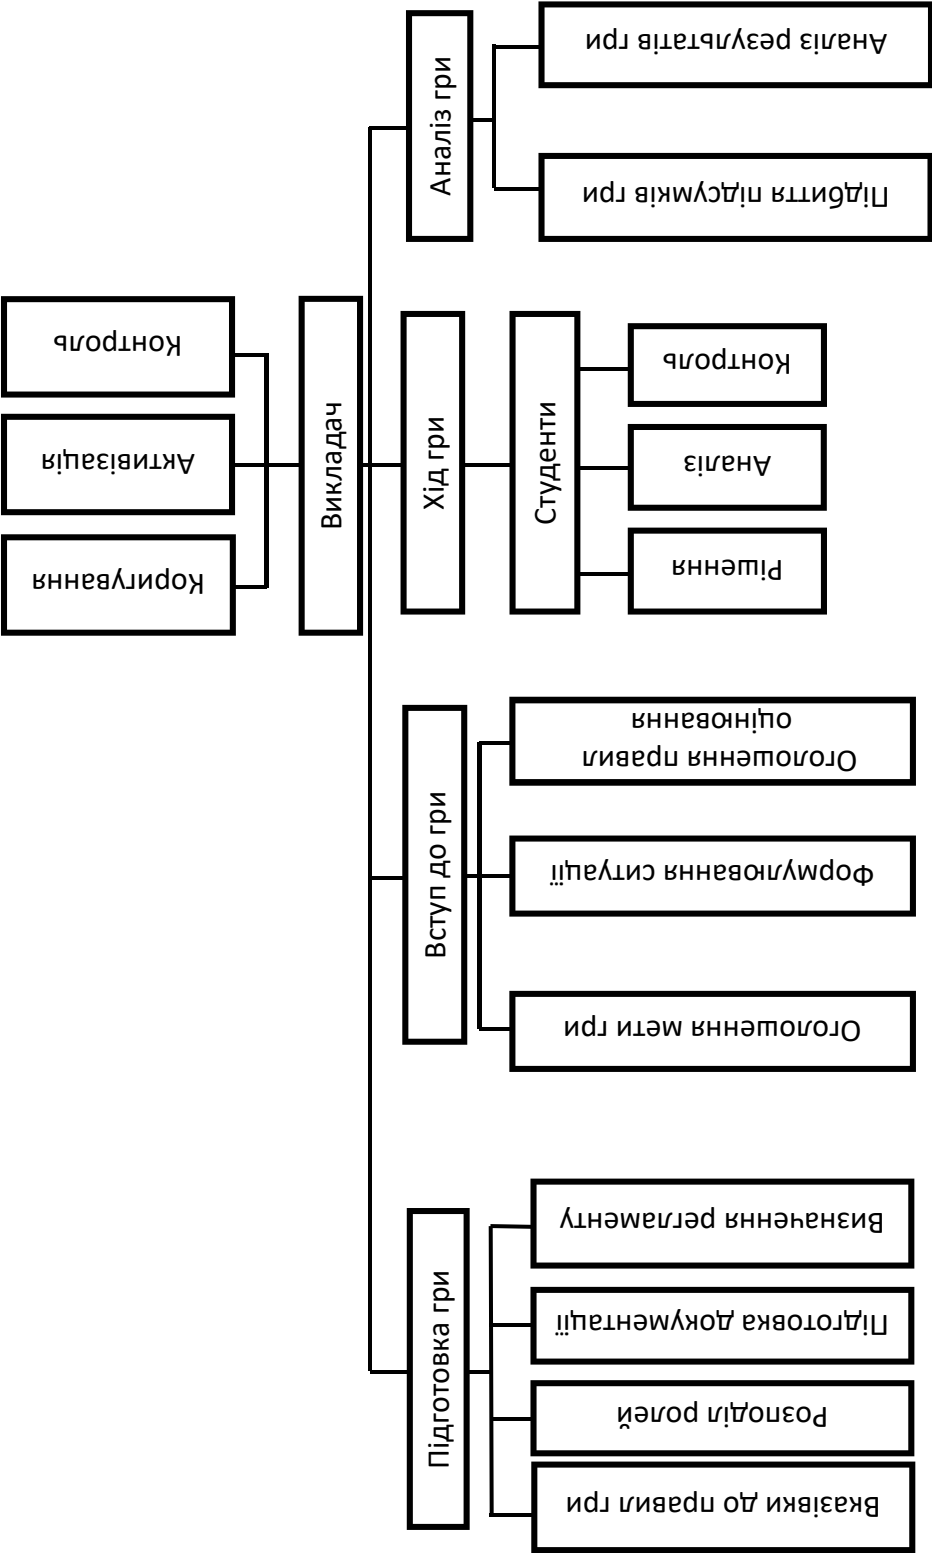 Контроль
Активізація
Коригування
Викладач
Підготовка гри
Вказівки до правил гри
Розподіл ролей
Підготовка документації
Визначення регламенту
Вступ до гри
Оголошення мети гри
Формулювання ситуації
Оголошення правил
оцінювання
Хід гри
Студенти
Рішення
Аналіз
Контроль
Аналіз гри
Підбиття підсумків гри
Аналіз результатів гри